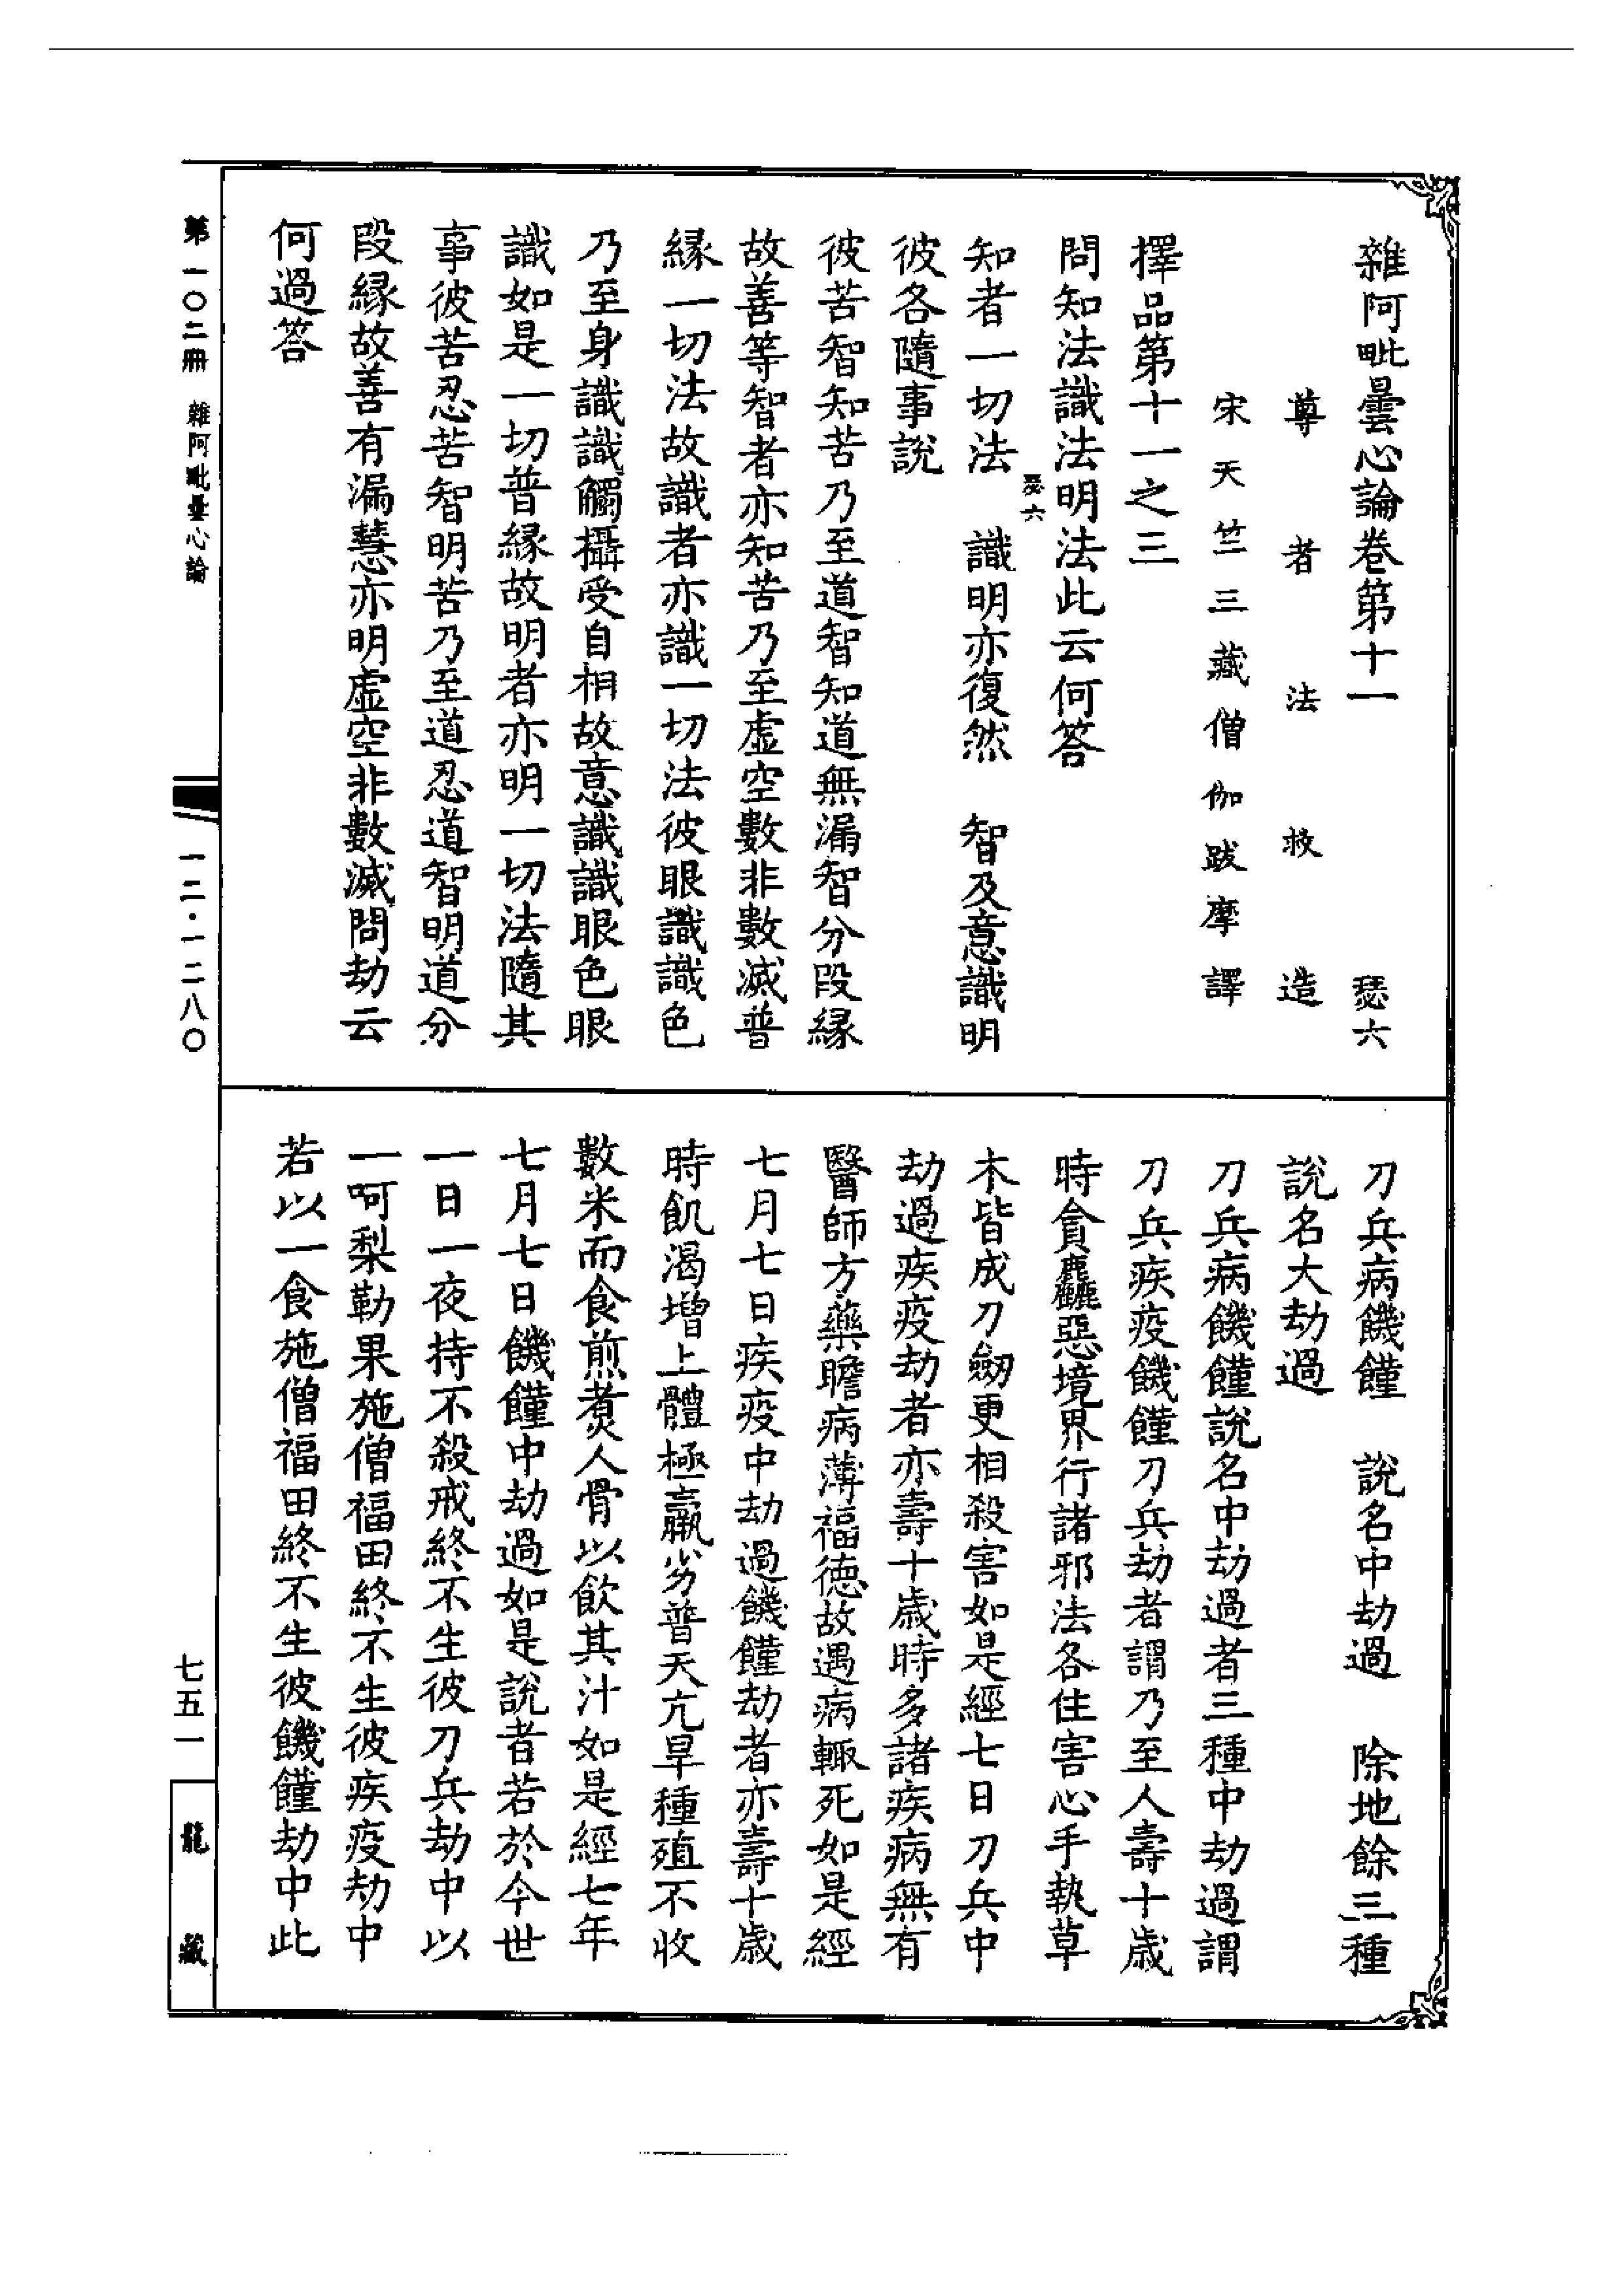 雜阿毗曇心論卷第十一　瑟六
尊者法救造
宋天竺三藏僧伽跋摩譯
擇品第十一之三
問知法識法明法此云何答
瑟六
知者一切法　識明亦復然　智及意識明
彼各隨事說
彼苦智知苦乃至道智知道無漏智分段緣
故善等智者亦知苦乃至虛空數非數滅普
緣一切法故識者亦識一切法彼眼識識色
乃至身識識觸攝受自相故意識識眼色眼
識如是一切普緣故明者亦明一切法隨其
事彼苦忍苦智明苦乃至道忍道智明道分
段緣故善有漏慧亦明虛空非數滅問劫云
何過答
刀兵病饑饉　說名中劫過　除地餘三種
說名大劫過
刀兵病饑饉說名中劫過者三種中劫過謂
刀兵疾疫饑饉刀兵劫者謂乃至人壽十歲
時貪麤惡境界行諸邪法各住害心手執草
木皆成刀劒更相殺害如是經七日刀兵中
劫過疾疫劫者亦壽十歲時多諸疾病無有
醫師方藥瞻病薄福德故遇病輙死如是經
七月七日疾疫中劫過饑饉劫者亦壽十歲
時飢渴增上體極羸劣普天亢旱種殖不收
數米而食煎煑人骨以飲其汁如是經七年
七月七日饑饉中劫過如是說者若於今世
一日一夜持不殺戒終不生彼刀兵劫中以
一呵梨勒果施僧福田終不生彼疾疫劫中
若以一食施僧福田終不生彼饑饉劫中此
第一〇二冊　雜阿毗曇心論
一二·一二八〇
七五一
龍藏